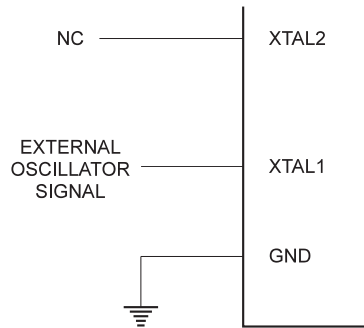 NC
XTAL2
EXTERNAL
OSCILLATOR
SIGNAL
XTAL1
GND